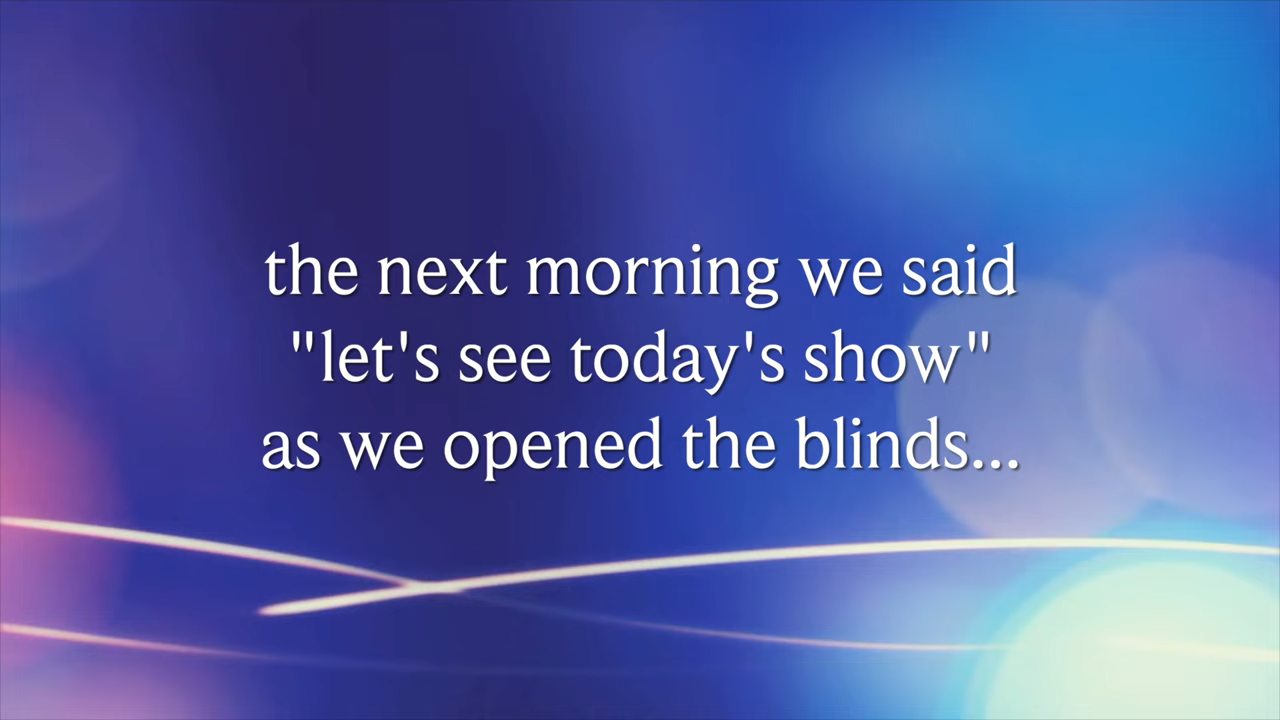 the next morning we said
"let's see today's show"
as we opened the blinds...